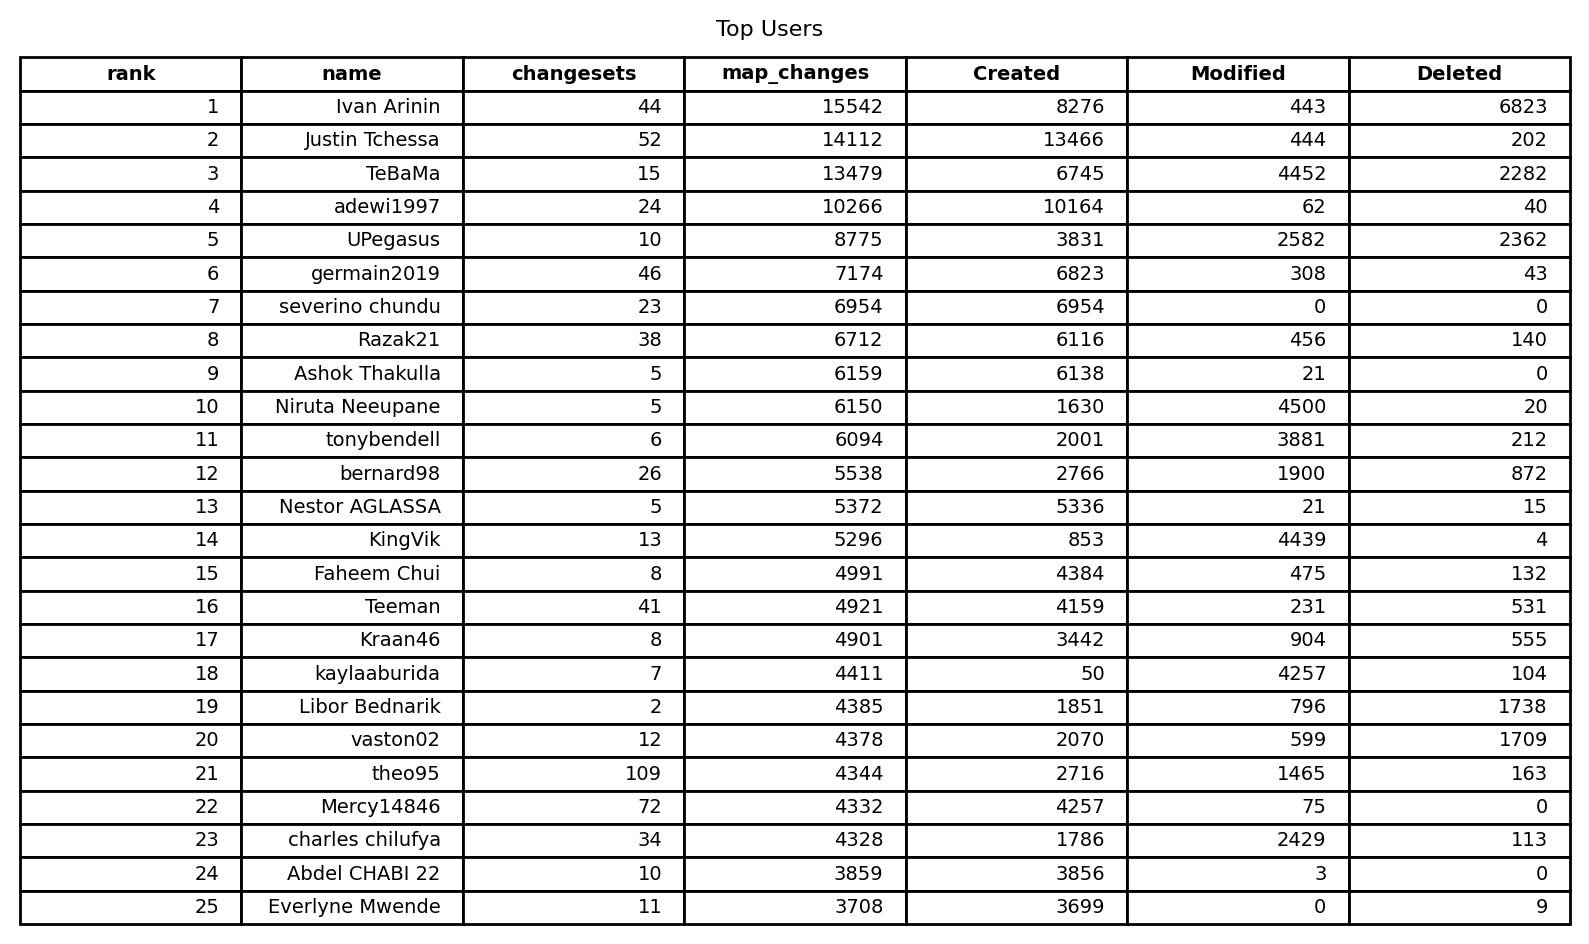 Top Users
rank name changesets map_changes Created Modified Deleted
1 Ivan Arinin 44 15542 8276 443 6823
2 Justin Tchessa 52 14112 13466 444 202
3 TeBaMa 15 13479 6745 4452 2282
4 adewi1997 24 10266 10164 62 40
5 UPegasus 10 8775 3831 2582 2362
6 germain2019 46 7174 6823 308 43
7 severino chundu 23 6954 6954 0 0
8 Razak21 38 6712 6116 456 140
9 Ashok Thakulla 5 6159 6138 21 0
10 Niruta Neeupane 5 6150 1630 4500 20
11 tonybendell 6 6094 2001 3881 212
12 bernard98 26 5538 2766 1900 872
13 Nestor AGLASSA 5 5372 5336 21 15
14 KingVik 13 5296 853 4439 4
15 Faheem Chui 8 4991 4384 475 132
16 Teeman 41 4921 4159 231 531
17 Kraan46 8 4901 3442 904 555
18 kaylaaburida 7 4411 50 4257 104
19 Libor Bednarik 2 4385 1851 796 1738
20 vaston02 12 4378 2070 599 1709
21 theo95 109 4344 2716 1465 163
22 Mercy14846 72 4332 4257 75 0
23 charles chilufya 34 4328 1786 2429 113
24 Abdel CHABI 22 10 3859 3856 3 0
25 Everlyne Mwende 11 3708 3699 0 9